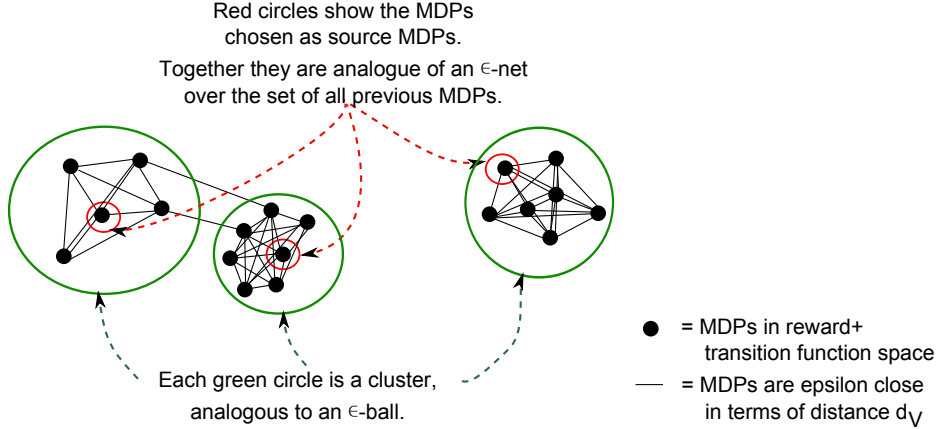 Red circles show the MDPs
chosen as source MDPs.
Together they are analogue of an ∈-net
over the set of all previous MDPs.
Each green circle is a cluster,
analogous to an ∈-ball.
= MDPs in reward+
transition function space
= MDPs are epsilon close
in terms of distance d_V